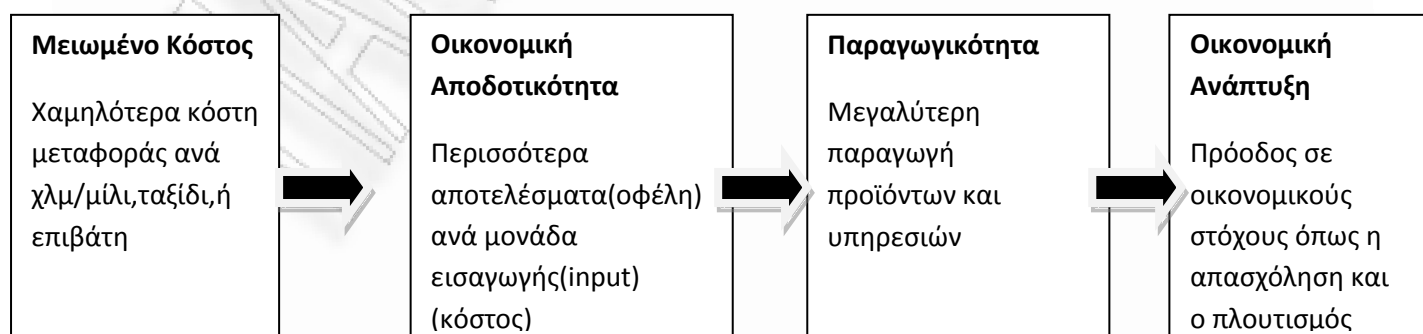 Μειωμένο Κόστος
Χαμηλότερα κόστη
μεταφοράς ανά
χλμ/μίλι,ταξίδι,ή
επιβάτη
Οικονομική
Αποδοτικότητα
Περισσότερα
αποτελέσματα(οφέλη)
ανά μονάδα
εισαγωγής(input)
(κόστος)
Παραγωγικότητα
Μεγαλύτερη
παραγωγή
προϊόντων και
υπηρεσιών
Οικονομική
Ανάπτυξη
Πρόοδος σε
οικονομικούς
στόχους όπως η
απασχόληση και
ο πλουτισμός